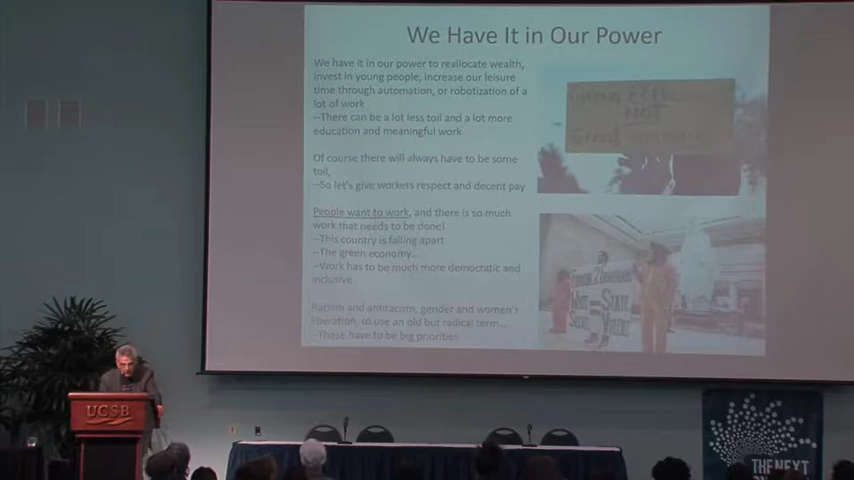 We Have It in Our Power
We have it in our power to reallocate wealth,
invest in young people, increase our leisure
time through automation, or robotization of a
lot of work
--There can be a lot less toil and a lot more
education and meaningful work
Of course there will always have to be some
toil,
--So let's give workers respect and decent pay
People want to work, and there is so much
work that needs to be done!
--This country is falling apart
--The green economy...
--Work has to be much more democratic and
inclusive
Racism and antiracism, gender and women's
liberation, to use an old but radical term...
--These have to be big priorities
STATE
UCSB
THE NEXT